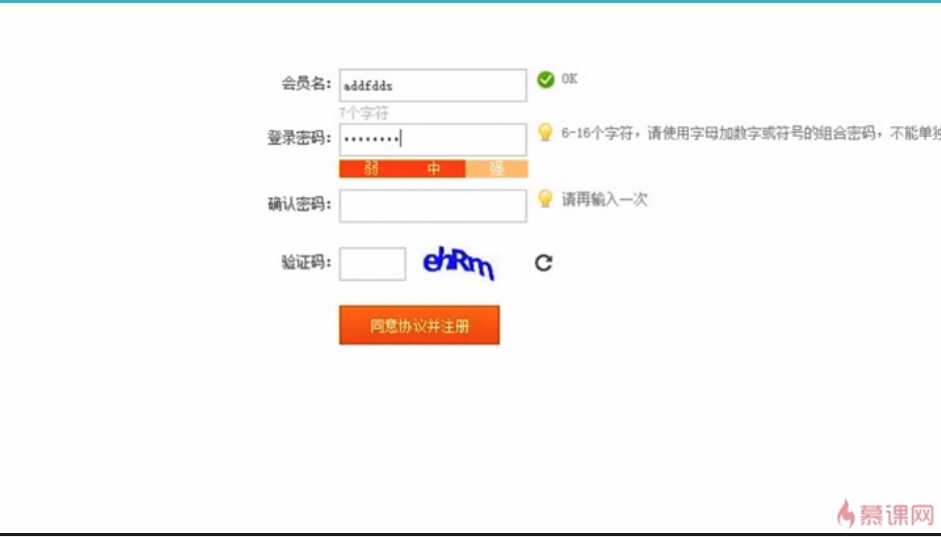 会员名： addfdds OK
7个字符
登录密码： ········ 6-16个字符，请使用字母加数字或符号的组合密码，不能单独
弱 中 强
确认密码： 请再输入一次
验证码： ehRm
同意协议并注册
慕课网